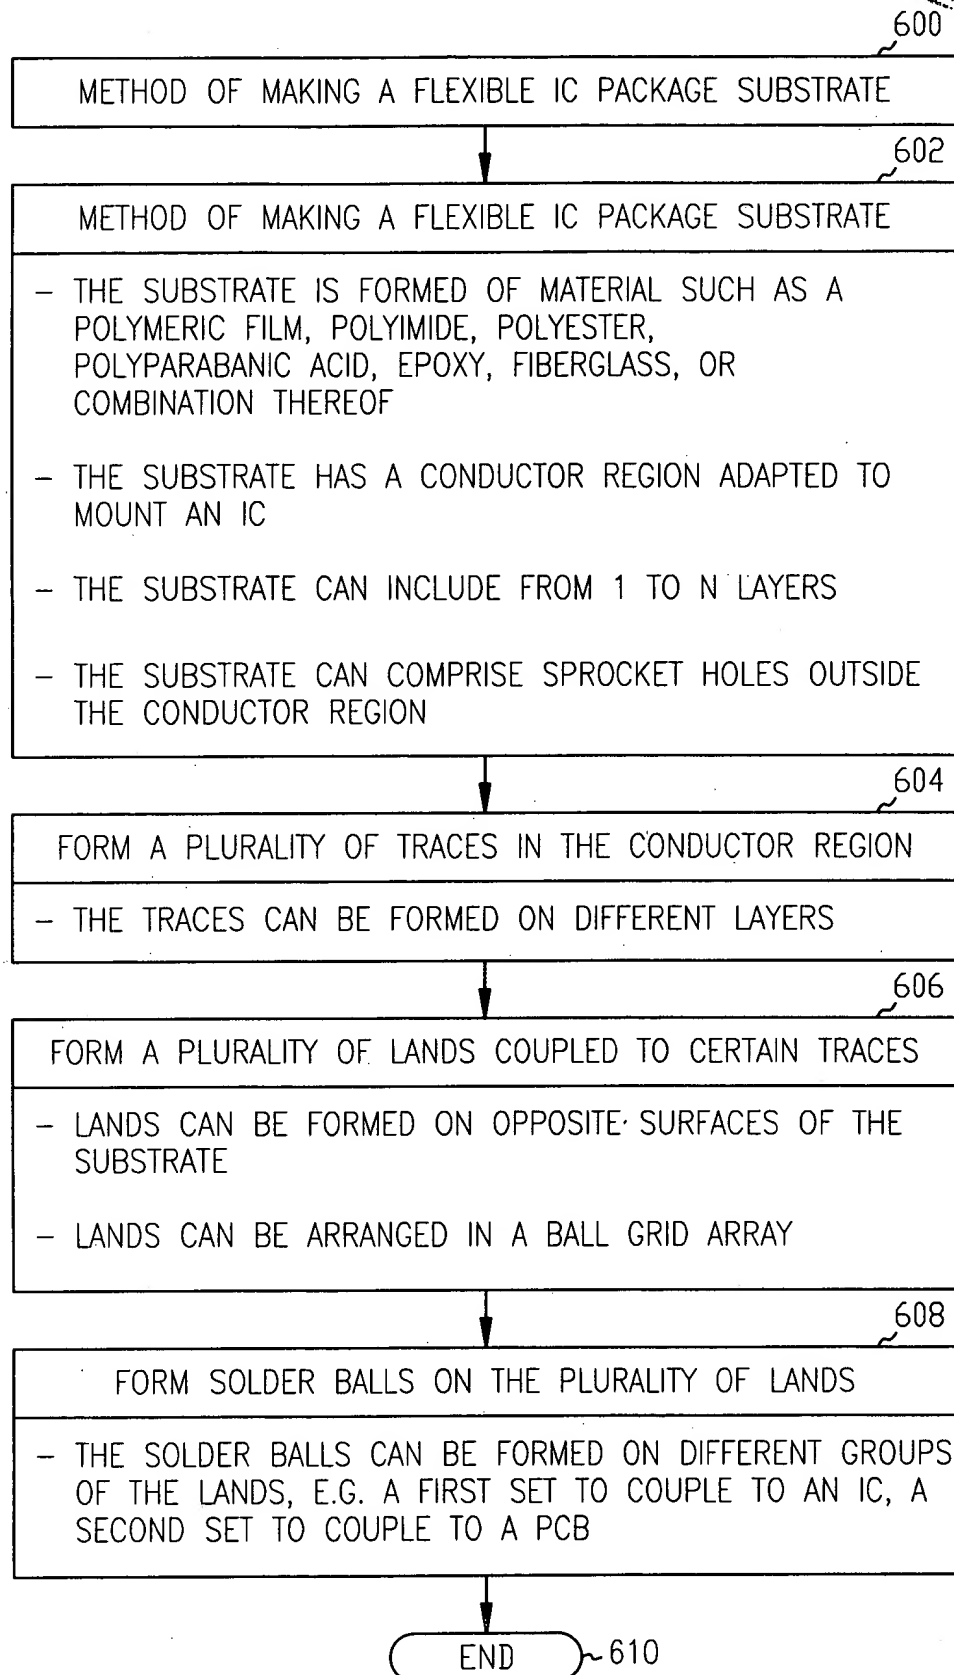 600
METHOD OF MAKING A FLEXIBLE IC PACKAGE SUBSTRATE
602
METHOD OF MAKING A FLEXIBLE IC PACKAGE SUBSTRATE
– THE SUBSTRATE IS FORMED OF MATERIAL SUCH AS A
POLYMERIC FILM, POLYIMIDE, POLYESTER,
POLYPARABANIC ACID, EPOXY, FIBERGLASS, OR
COMBINATION THEREOF
– THE SUBSTRATE HAS A CONDUCTOR REGION ADAPTED TO
MOUNT AN IC
– THE SUBSTRATE CAN INCLUDE FROM 1 TO N LAYERS
– THE SUBSTRATE CAN COMPRISE SPROCKET HOLES OUTSIDE
THE CONDUCTOR REGION
604
FORM A PLURALITY OF TRACES IN THE CONDUCTOR REGION
– THE TRACES CAN BE FORMED ON DIFFERENT LAYERS
606
FORM A PLURALITY OF LANDS COUPLED TO CERTAIN TRACES
– LANDS CAN BE FORMED ON OPPOSITE SURFACES OF THE
SUBSTRATE
– LANDS CAN BE ARRANGED IN A BALL GRID ARRAY
608
FORM SOLDER BALLS ON THE PLURALITY OF LANDS
– THE SOLDER BALLS CAN BE FORMED ON DIFFERENT GROUPS
OF THE LANDS, E.G. A FIRST SET TO COUPLE TO AN IC, A
SECOND SET TO COUPLE TO A PCB
END 610